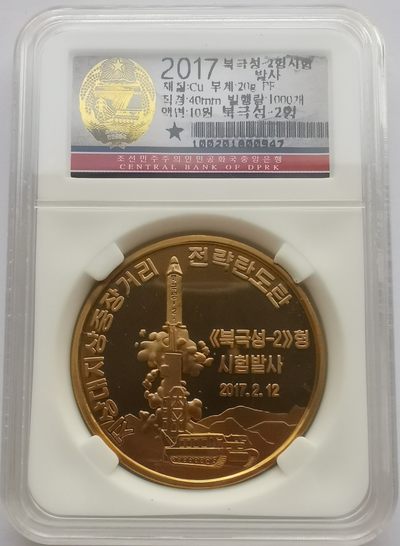 2017 북극성-2형시험
발사
재질:Cu 무게:20g PF
직경:40mm 발행량:1000개
액면:10원 북극성-2형
100201800947
조선민주주의인민공화국중앙은행
CENTRAL BANK OF DPRK
지상대지상중장거리 전략탄도탄
《북극성-2》형
시험발사
2017.2.12